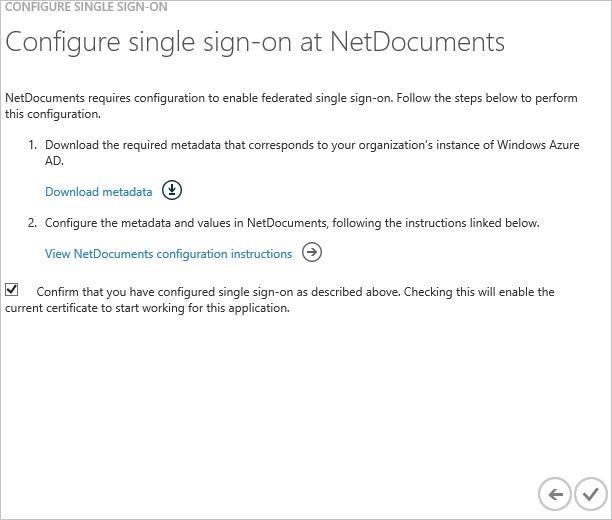 CONFIGURE SINGLE SIGN-ON
Configure single sign-on at NetDocuments
NetDocuments requires configuration to enable federated single sign-on. Follow the steps below to perform
this configuration.
1. Download the required metadata that corresponds to your organization's instance of Windows Azure
AD.
Download metadata
2. Configure the metadata and values in NetDocuments, following the instructions linked below.
View NetDocuments configuration instructions
Confirm that you have configured single sign-on as described above. Checking this will enable the
current certificate to start working for this application.